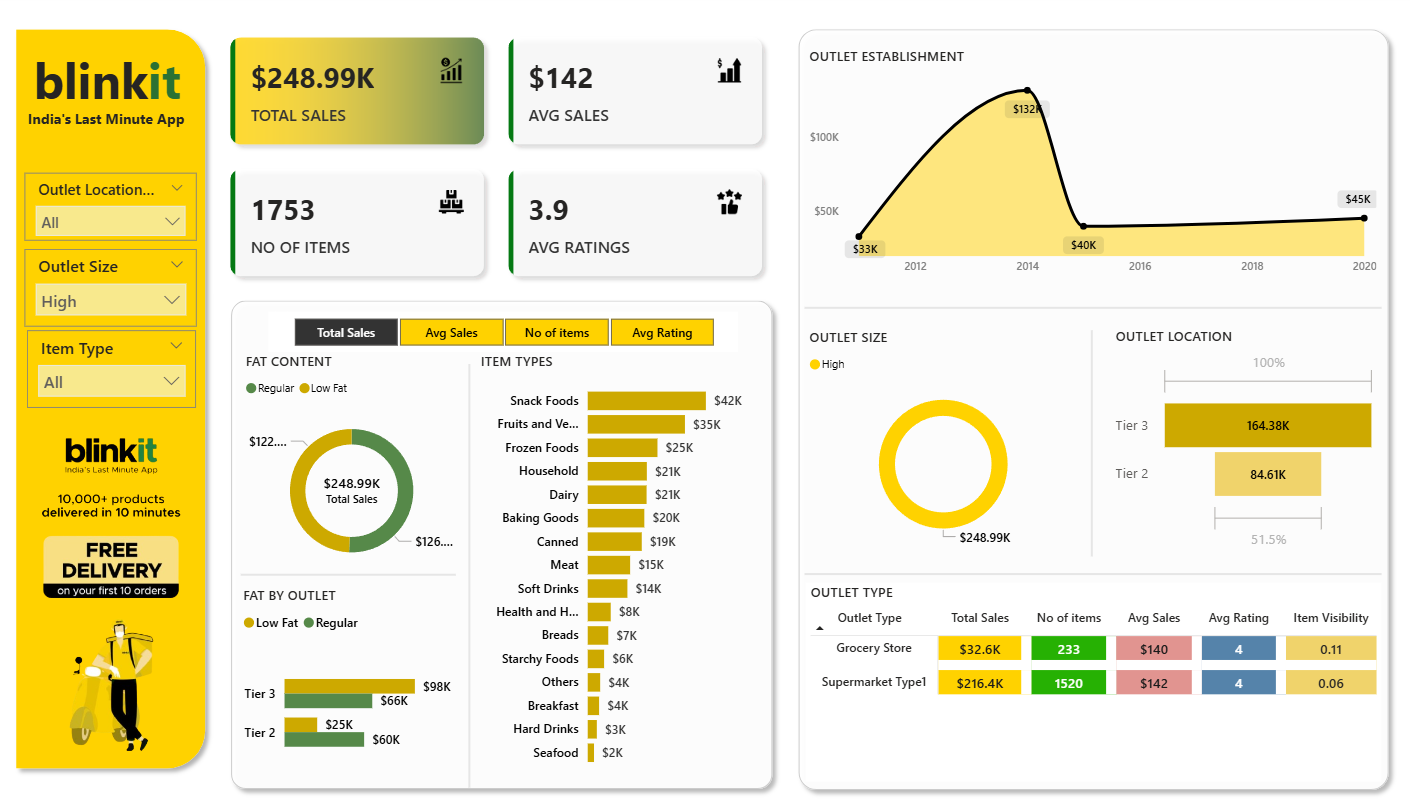 blinkit
India's Last Minute App
Outlet Location...
All
Outlet Size
High
Item Type
All
blinkit
India's Last Minute App
10,000+ products
delivered in 10 minutes
FREE
DELIVERY
on your first 10 orders
$248.99K
TOTAL SALES
$142
AVG SALES
1753
NO OF ITEMS
3.9
AVG RATINGS
Total Sales Avg Sales No of items Avg Rating
FAT CONTENT
Regular Low Fat
$122....
$248.99K
Total Sales
$126....
FAT BY OUTLET
Low Fat Regular
Tier 3 $98K
$66K
Tier 2 $25K
$60K
ITEM TYPES
Snack Foods $42K
Fruits and Ve... $35K
Frozen Foods $25K
Household $21K
Dairy $21K
Baking Goods $20K
Canned $19K
Meat $15K
Soft Drinks $14K
Health and H... $8K
Breads $7K
Starchy Foods $6K
Others $4K
Breakfast $4K
Hard Drinks $3K
Seafood $2K
OUTLET ESTABLISHMENT
$132K
$100K
$50K
$45K
$33K
$40K
2012 2014 2016 2018 2020
OUTLET SIZE
High
$248.99K
OUTLET LOCATION
100%
Tier 3 164.38K
Tier 2 84.61K
51.5%
OUTLET TYPE
Outlet Type Total Sales No of items Avg Sales Avg Rating Item Visibility
Grocery Store $32.6K 233 $140 4 0.11
Supermarket Type1 $216.4K 1520 $142 4 0.06